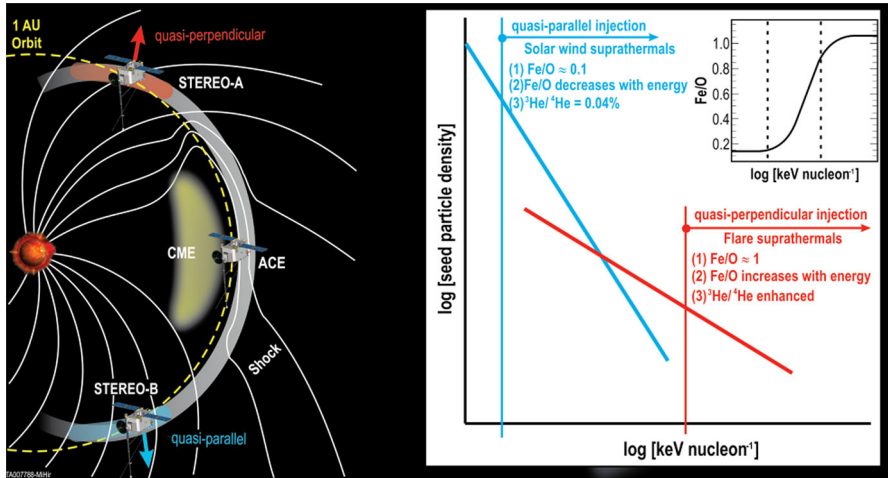 1 AU
Orbit
quasi-perpendicular
STEREO-A
CME
ACE
Shock
STEREO-B
quasi-parallel
TA007788-MiHir
quasi-parallel injection
Solar wind suprathermals
(1) Fe/O ≈ 0.1
(2)Fe/O decreases with energy
(3)³He/ ⁴He = 0.04%
1.0
0.8
0.6
0.4
0.2
Fe/O
log [keV nucleon⁻¹]
quasi-perpendicular injection
Flare suprathermals
(1) Fe/O ≈ 1
(2) Fe/O increases with energy
(3)³He/ ⁴He enhanced
log [seed particle density]
log [keV nucleon⁻¹]